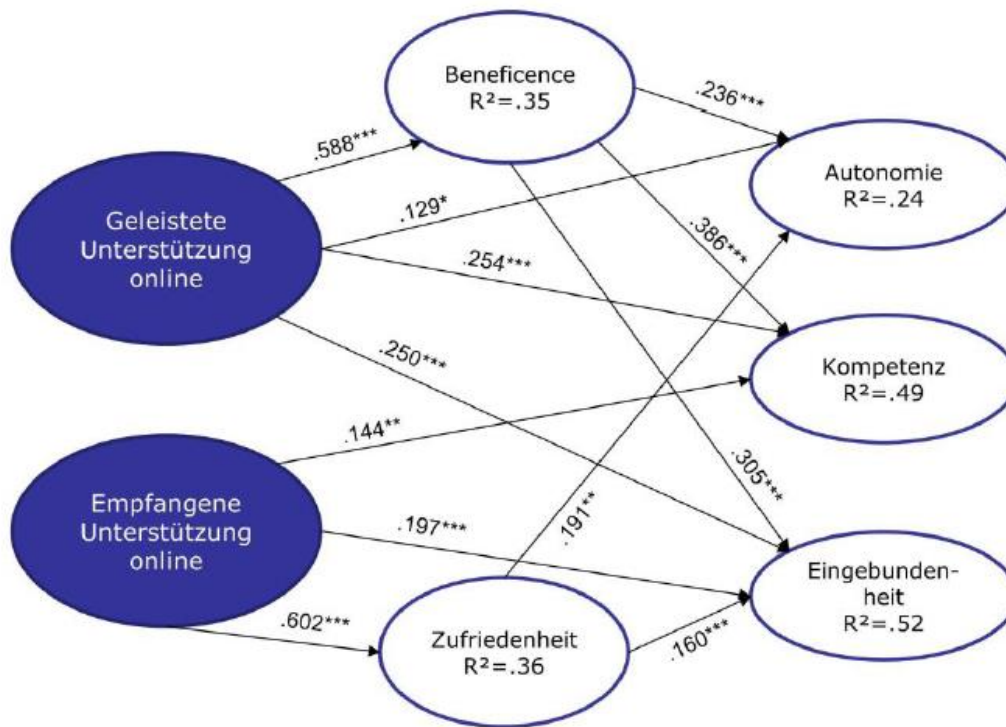 Beneficence
R²=.35
.236***
.588***
Geleistete
Unterstützung
online
.129*
Autonomie
R²=.24
.386***
.254***
.250***
Kompetenz
R²=.49
.144**
.305***
.191**
Empfangene
Unterstützung
online
.197***
Eingebunden-
heit
R²=.52
.602***
Zufriedenheit
R²=.36
.160***